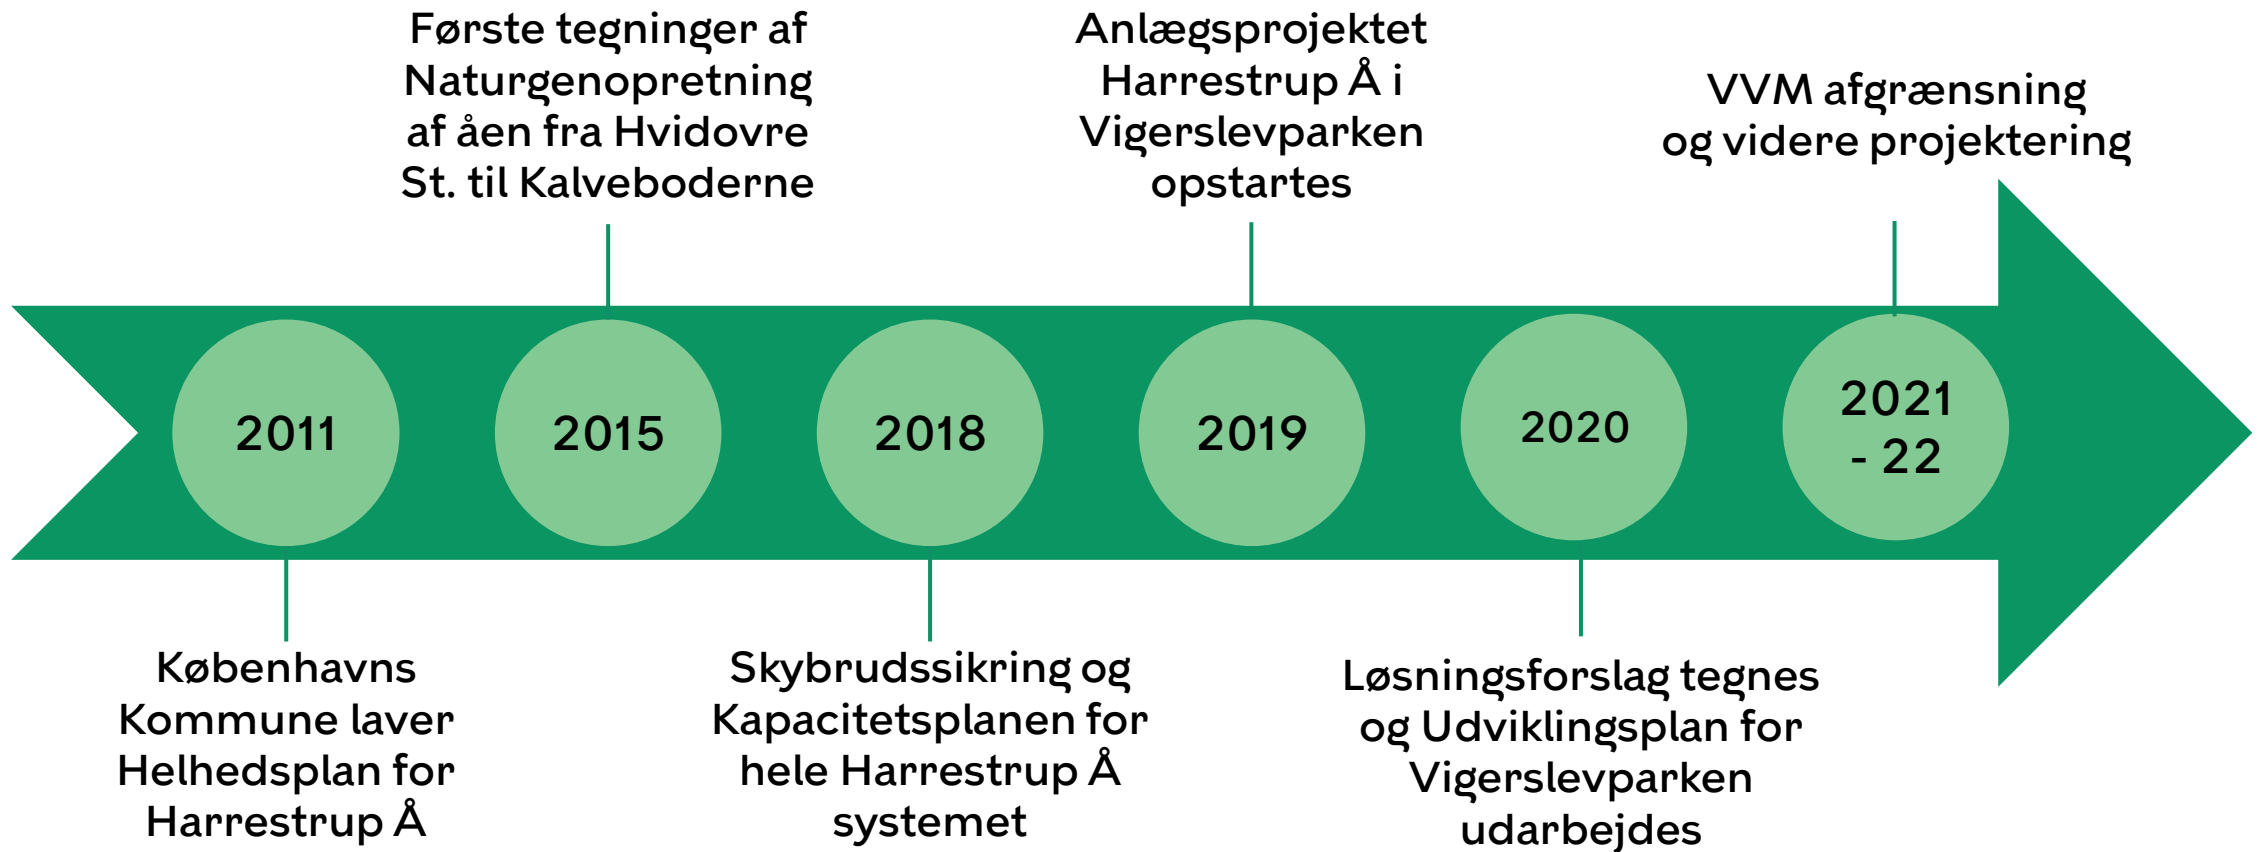 Første tegninger af
Naturgenopretning
af åen fra Hvidovre
St. til Kalveboderne
Anlægsprojektet
Harrestrup Å i
Vigerslevparken
opstartes
VVM afgrænsning
og videre projektering
2011
2015
2018
2019
2020
2021
- 22
Københavns
Kommune laver
Helhedsplan for
Harrestrup Å
Skybrudssikring og
Kapacitetsplanen for
hele Harrestrup Å
systemet
Løsningsforslag tegnes
og Udviklingsplan for
Vigerslevparken
udarbejdes